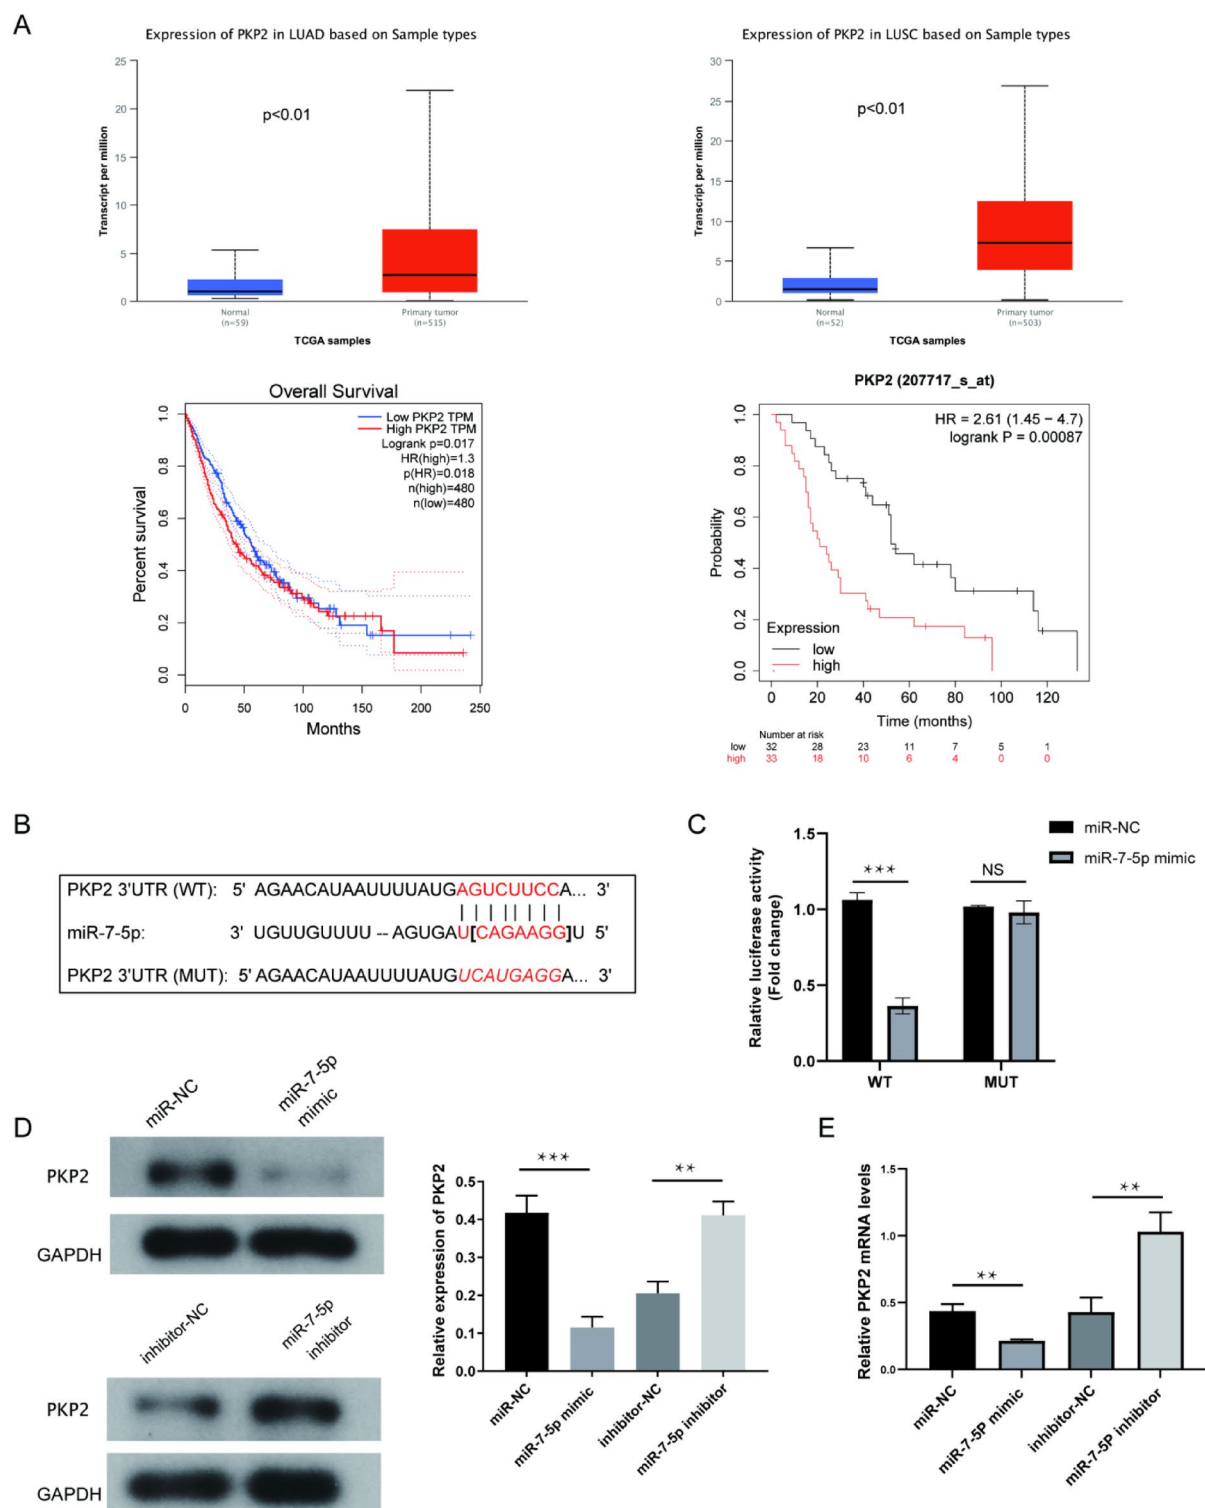 A
Expression of PKP2 in LUAD based on Sample types
25
20
15
10
5
0
Transcript per million
p<0.01
Normal
(n=59)
Primary tumor
(n=515)
TCGA samples
Expression of PKP2 in LUSC based on Sample types
30
25
20
15
10
5
0
Transcript per million
p<0.01
Normal
(n=52)
Primary tumor
(n=503)
TCGA samples
Overall Survival
Low PKP2 TPM
High PKP2 TPM
Logrank p=0.017
HR(high)=1.3
p(HR)=0.018
n(high)=480
n(low)=480
Percent survival
1.0
0.8
0.6
0.4
0.2
0.0
0 50 100 150 200 250
Months
PKP2 (207717_s_at)
HR = 2.61 (1.45 − 4.7)
logrank P = 0.00087
Probability
1.0
0.8
0.6
0.4
0.2
0.0
Expression
low
high
0 20 40 60 80 100 120
Time (months)
Number at risk
low 32 28 23 11 7 5 1
high 33 18 10 6 4 0 0
B
PKP2 3'UTR (WT): 5' AGAACAUAAUUUUAUGAGUCUUCCA... 3'
miR-7-5p: 3' UGUUGUUUU -- AGUGAU[CAGAAGG]U 5'
PKP2 3'UTR (MUT): 5' AGAACAUAAUUUUAUGUCAUGAGGA... 3'
C
miR-NC
miR-7-5p mimic
Ralative luciferase activity
(Fold change)
1.5
1.0
0.5
0.0
***
NS
WT
MUT
D
miR-NC
miR-7-5p
mimic
PKP2
GAPDH
inhibitor-NC
miR-7-5p
inhibitor
PKP2
GAPDH
Relative expression of PKP2
0.5
0.4
0.3
0.2
0.1
0.0
***
**
miR-NC
miR-7-5p mimic
inhibitor-NC
miR-7-5p inhibitor
E
Relative PKP2 mRNA levels
1.5
1.0
0.5
0.0
**
**
miR-NC
miR-7-5P mimic
inhibitor-NC
miR-7-5P inhibitor